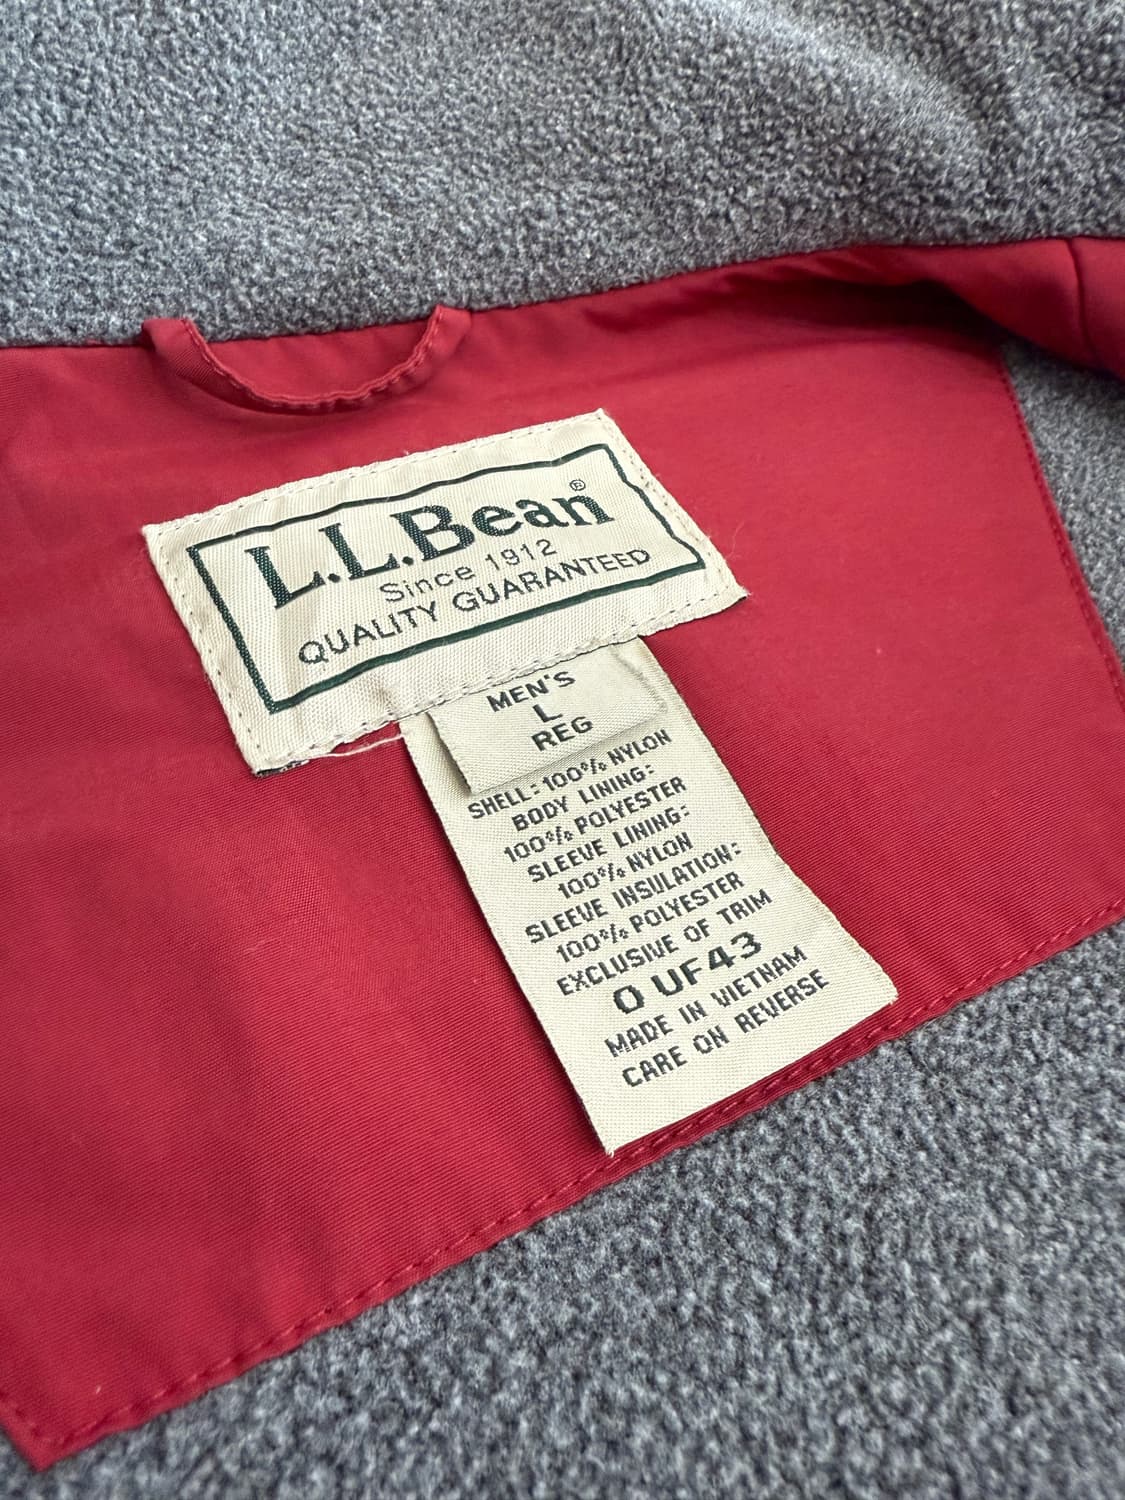 L.L.Bean®
Since 1912
QUALITY GUARANTEED
MEN'S
L
REG
SHELL: 100% NYLON
BODY LINING:
100% POLYESTER
SLEEVE LINING:
100% NYLON
SLEEVE INSULATION:
100% POLYESTER
EXCLUSIVE OF TRIM
0 UF43
MADE IN VIETNAM
CARE ON REVERSE